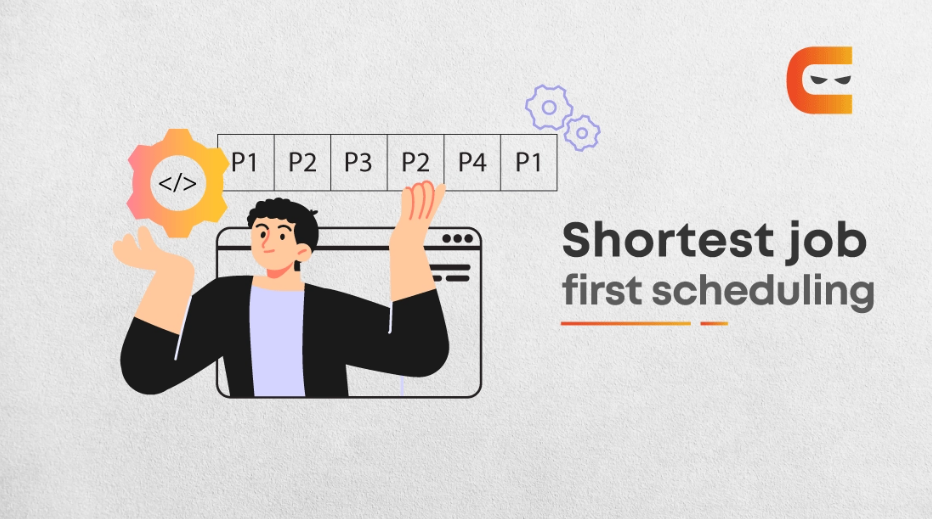 P1 P2 P3 P2 P4 P1
</>
Shortest job
first scheduling